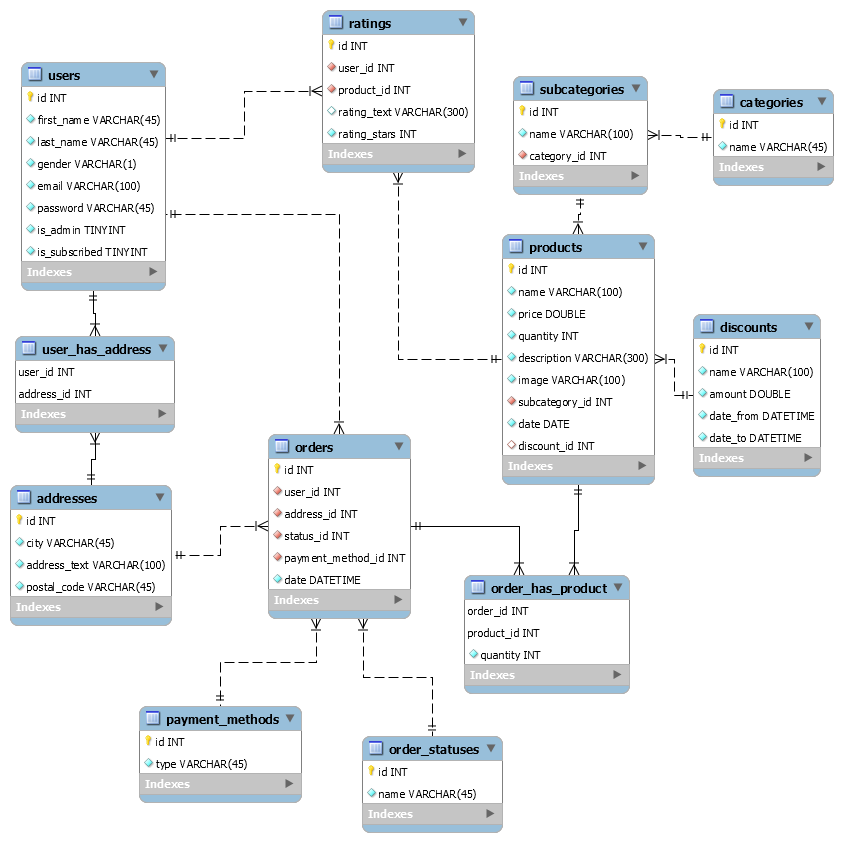 ratings
id INT
user_id INT
product_id INT
rating_text VARCHAR(300)
rating_stars INT
Indexes
users
id INT
first_name VARCHAR(45)
last_name VARCHAR(45)
gender VARCHAR(1)
email VARCHAR(100)
password VARCHAR(45)
is_admin TINYINT
is_subscribed TINYINT
Indexes
subcategories
id INT
name VARCHAR(100)
category_id INT
Indexes
categories
id INT
name VARCHAR(45)
Indexes
products
id INT
name VARCHAR(100)
price DOUBLE
quantity INT
description VARCHAR(300)
image VARCHAR(100)
subcategory_id INT
date DATE
discount_id INT
Indexes
discounts
id INT
name VARCHAR(100)
amount DOUBLE
date_from DATETIME
date_to DATETIME
Indexes
user_has_address
user_id INT
address_id INT
Indexes
orders
id INT
user_id INT
address_id INT
status_id INT
payment_method_id INT
date DATETIME
Indexes
addresses
id INT
city VARCHAR(45)
address_text VARCHAR(100)
postal_code VARCHAR(45)
Indexes
order_has_product
order_id INT
product_id INT
quantity INT
Indexes
payment_methods
id INT
type VARCHAR(45)
Indexes
order_statuses
id INT
name VARCHAR(45)
Indexes